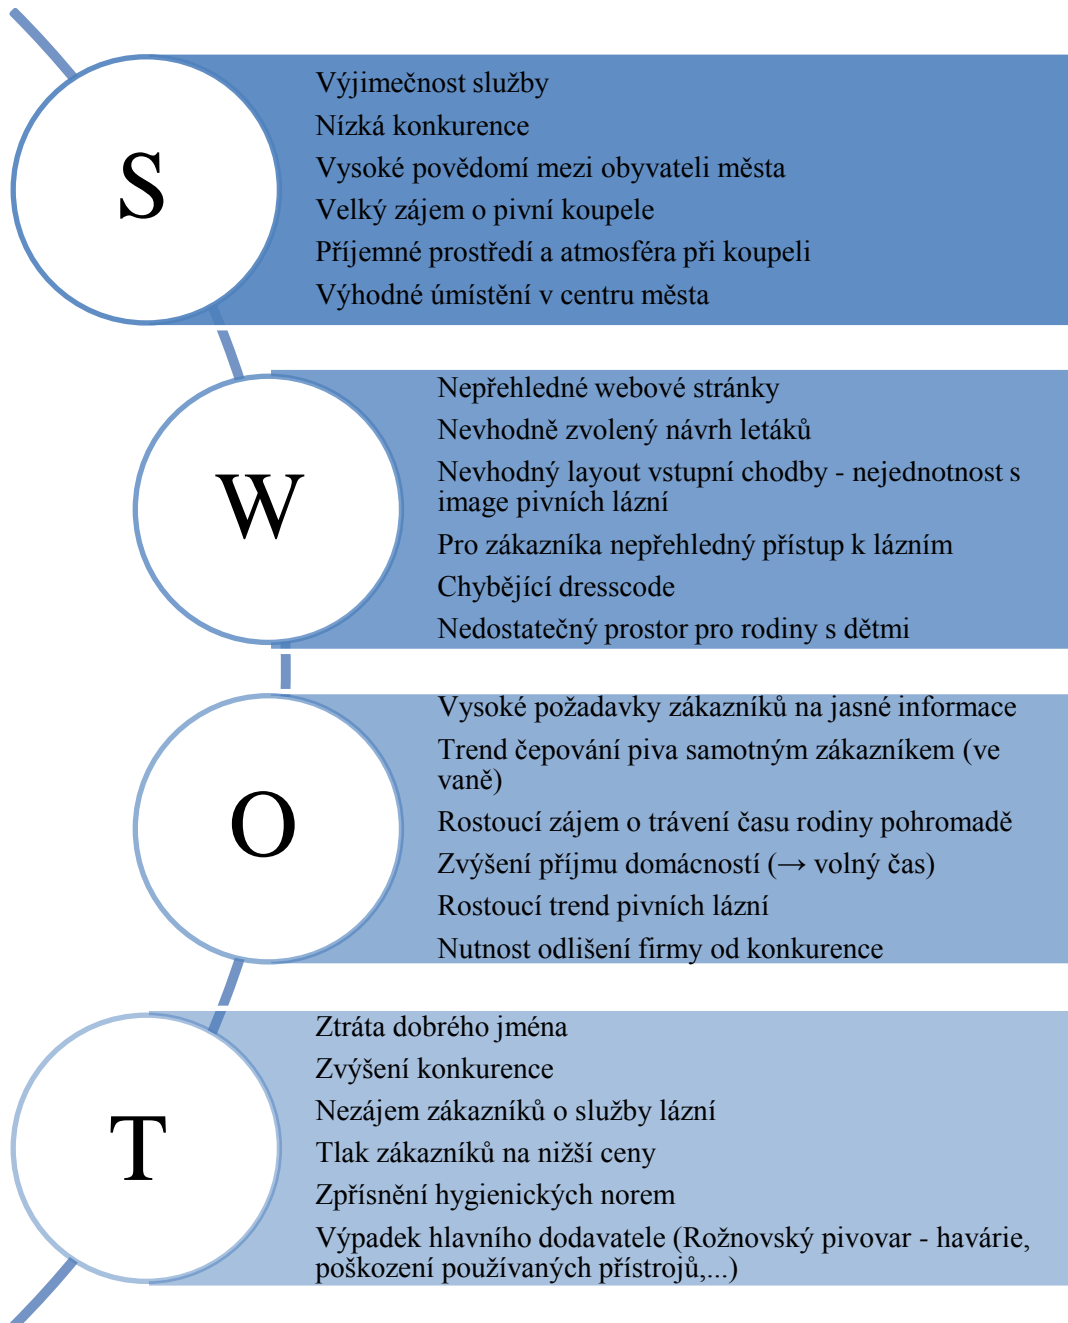 S
Výjimečnost služby
Nízká konkurence
Vysoké povědomí mezi obyvateli města
Velký zájem o pivní koupele
Příjemné prostředí a atmosféra při koupeli
Výhodné úmístění v centru města
W
Nepřehledné webové stránky
Nevhodně zvolený návrh letáků
Nevhodný layout vstupní chodby - nejednotnost s
image pivních lázní
Pro zákazníka nepřehledný přístup k lázním
Chybějící dresscode
Nedostatečný prostor pro rodiny s dětmi
O
Vysoké požadavky zákazníků na jasné informace
Trend čepování piva samotným zákazníkem (ve
vaně)
Rostoucí zájem o trávení času rodiny pohromadě
Zvýšení příjmu domácností (→ volný čas)
Rostoucí trend pivních lázní
Nutnost odlišení firmy od konkurence
T
Ztráta dobrého jména
Zvýšení konkurence
Nezájem zákazníků o služby lázní
Tlak zákazníků na nižší ceny
Zpřísnění hygienických norem
Výpadek hlavního dodavatele (Rožnovský pivovar - havárie,
poškození používaných přístrojů,...)